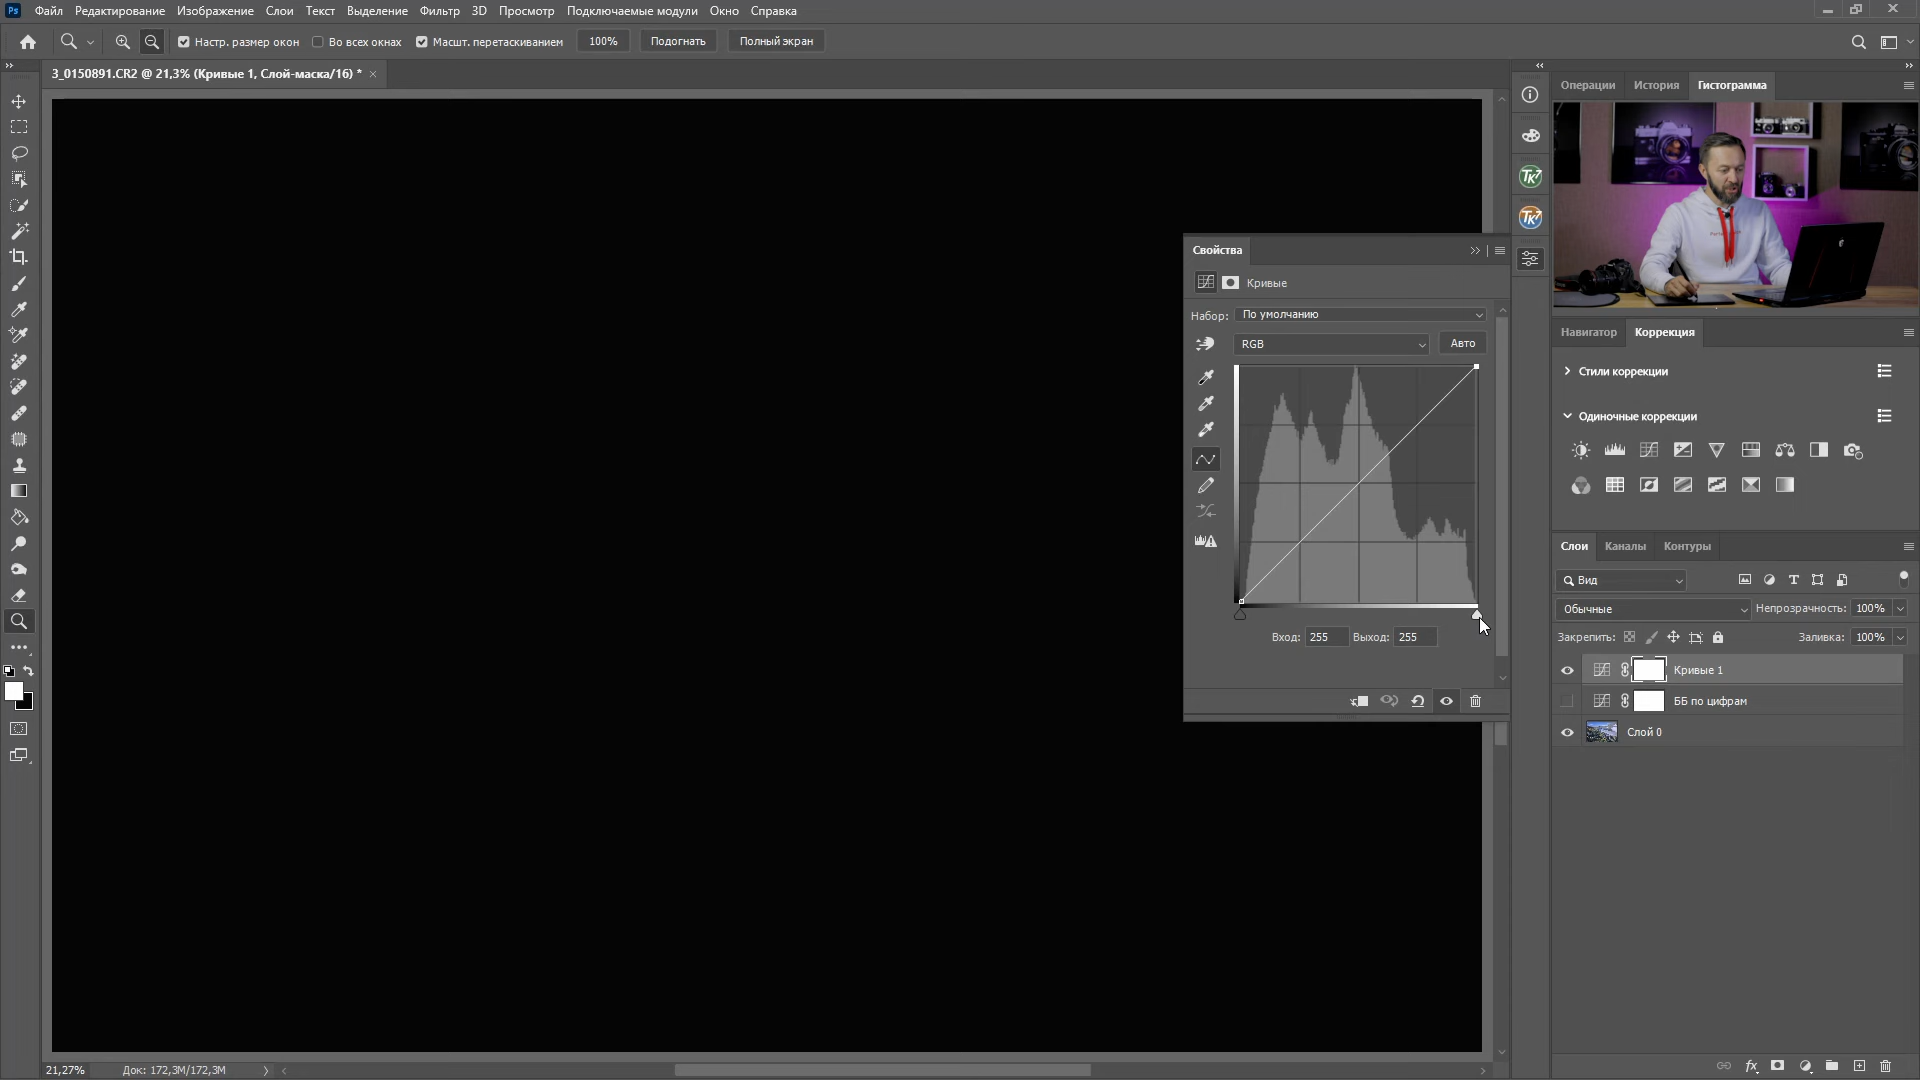 Ps Файл Редактирование Изображение Слои Текст Выделение Фильтр 3D Просмотр Подключаемые модули Окно Справка
Настр. размер окон Во всех окнах Масшт. перетаскиванием 100% Подогнать Полный экран
3_0150891.CR2 @ 21,3% (Кривые 1, Слой-маска/16) * ×
Операции История Гистограмма
TK7
TK7
Свойства
Кривые
Набор: По умолчанию
RGB Авто
Вход: 255 Выход: 255
Навигатор Коррекция
Стили коррекции
Одиночные коррекции
Слои Каналы Контуры
Вид
Обычные Непрозрачность: 100%
Закрепить: Заливка: 100%
Кривые 1
ББ по цифрам
Слой 0
fx
21,27% Док: 172,3M/172,3M